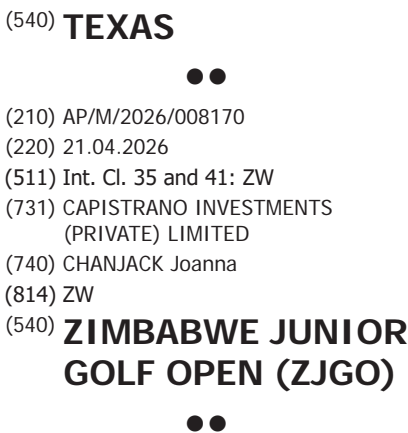 (540) TEXAS
●●
(210) AP/M/2026/008170
(220) 21.04.2026
(511) Int. Cl. 35 and 41: ZW
(731) CAPISTRANO INVESTMENTS
(PRIVATE) LIMITED
(740) CHANJACK Joanna
(814) ZW
(540) ZIMBABWE JUNIOR
GOLF OPEN (ZJGO)
●●